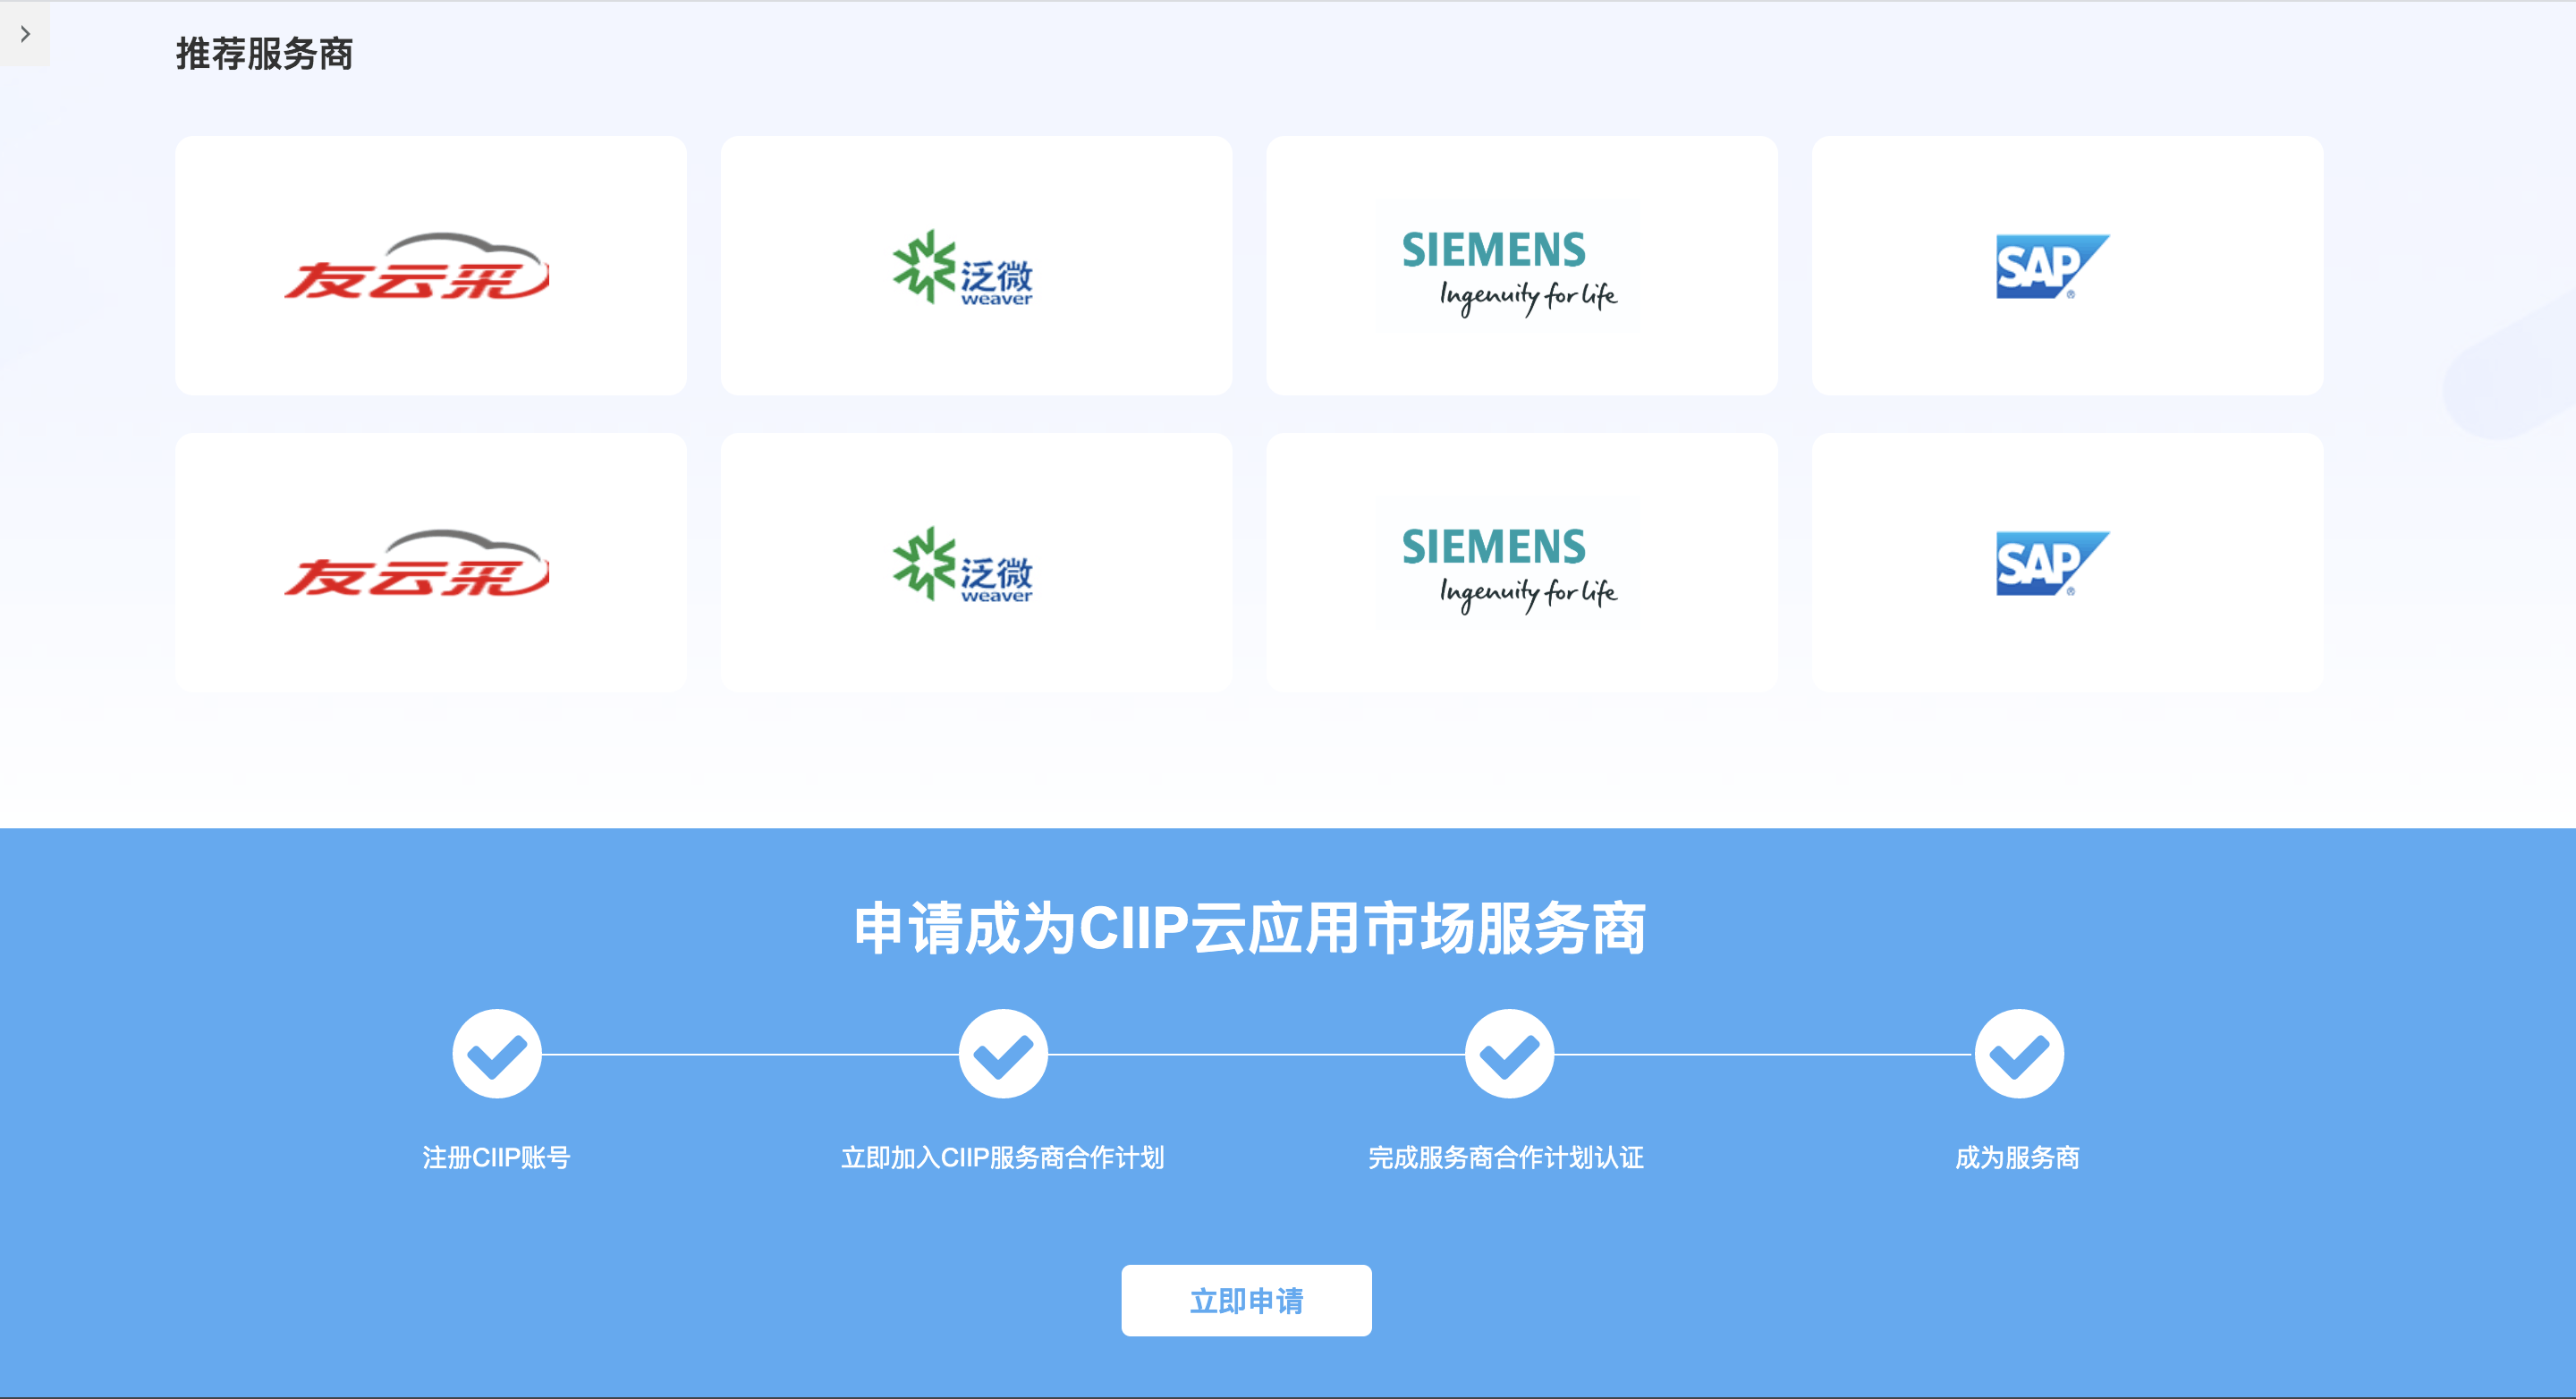 推荐服务商
友云采
泛微
weaver
SIEMENS
Ingenuity for life
SAP®
友云采
泛微
weaver
SIEMENS
Ingenuity for life
SAP®
申请成为CIIP云应用市场服务商
注册CIIP账号
立即加入CIIP服务商合作计划
完成服务商合作计划认证
成为服务商
立即申请